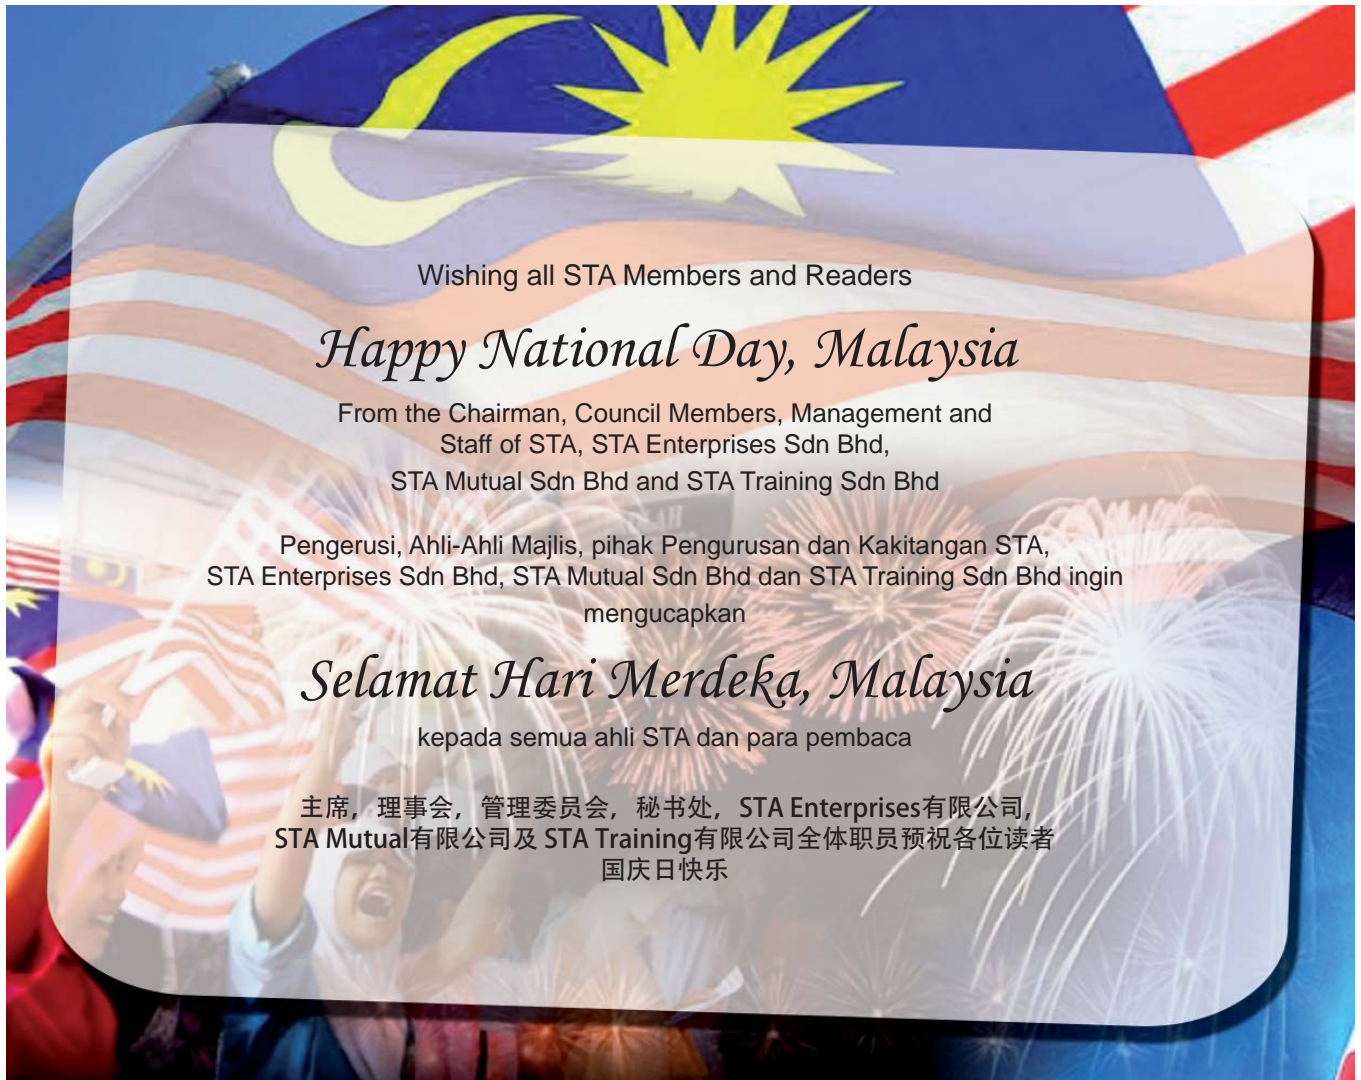 Wishing all STA Members and Readers
Happy National Day, Malaysia
From the Chairman, Council Members, Management and
Staff of STA, STA Enterprises Sdn Bhd,
STA Mutual Sdn Bhd and STA Training Sdn Bhd
Pengerusi, Ahli-Ahli Majlis, pihak Pengurusan dan Kakitangan STA,
STA Enterprises Sdn Bhd, STA Mutual Sdn Bhd dan STA Training Sdn Bhd ingin
mengucapkan
Selamat Hari Merdeka, Malaysia
kepada semua ahli STA dan para pembaca
主席，理事会，管理委员会，秘书处，STA Enterprises有限公司,
STA Mutual有限公司及 STA Training有限公司全体职员预祝各位读者
国庆日快乐